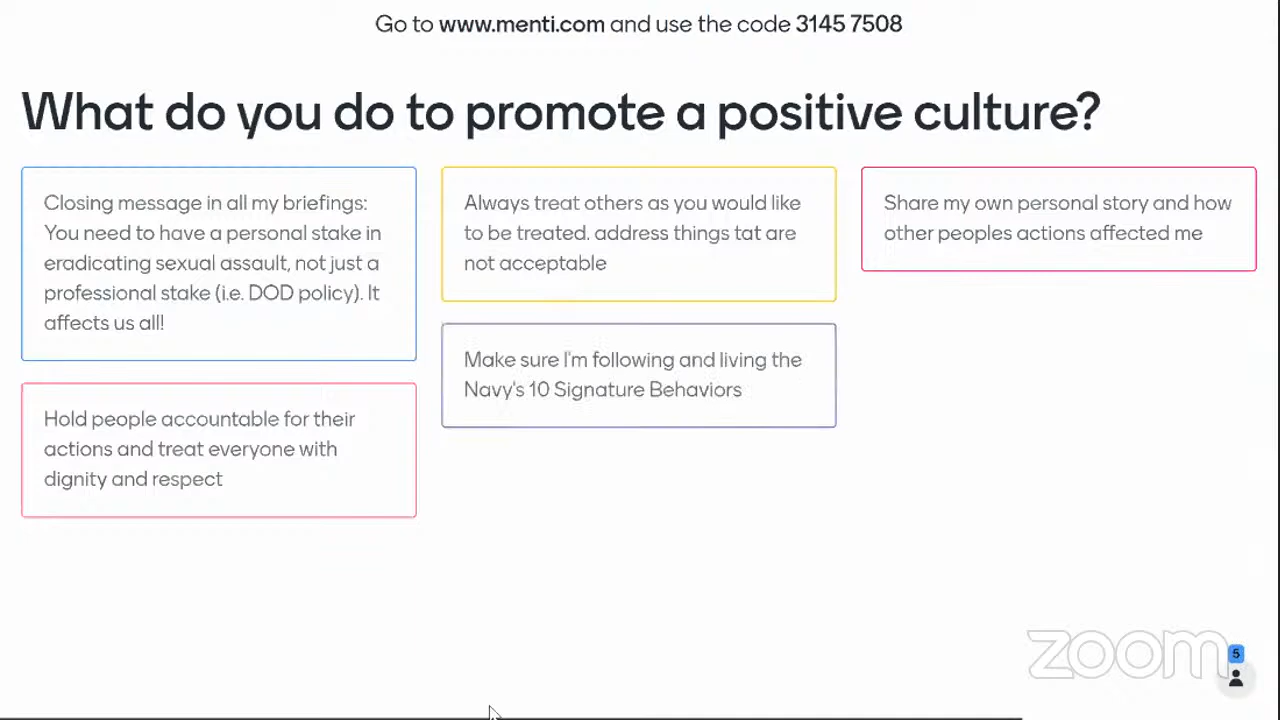 Go to www.menti.com and use the code 3145 7508
What do you do to promote a positive culture?
Closing message in all my briefings:
You need to have a personal stake in
eradicating sexual assault, not just a
professional stake (i.e. DOD policy). It
affects us all!
Hold people accountable for their
actions and treat everyone with
dignity and respect
Always treat others as you would like
to be treated. address things tat are
not acceptable
Make sure I'm following and living the
Navy's 10 Signature Behaviors
Share my own personal story and how
other peoples actions affected me
zoom
5